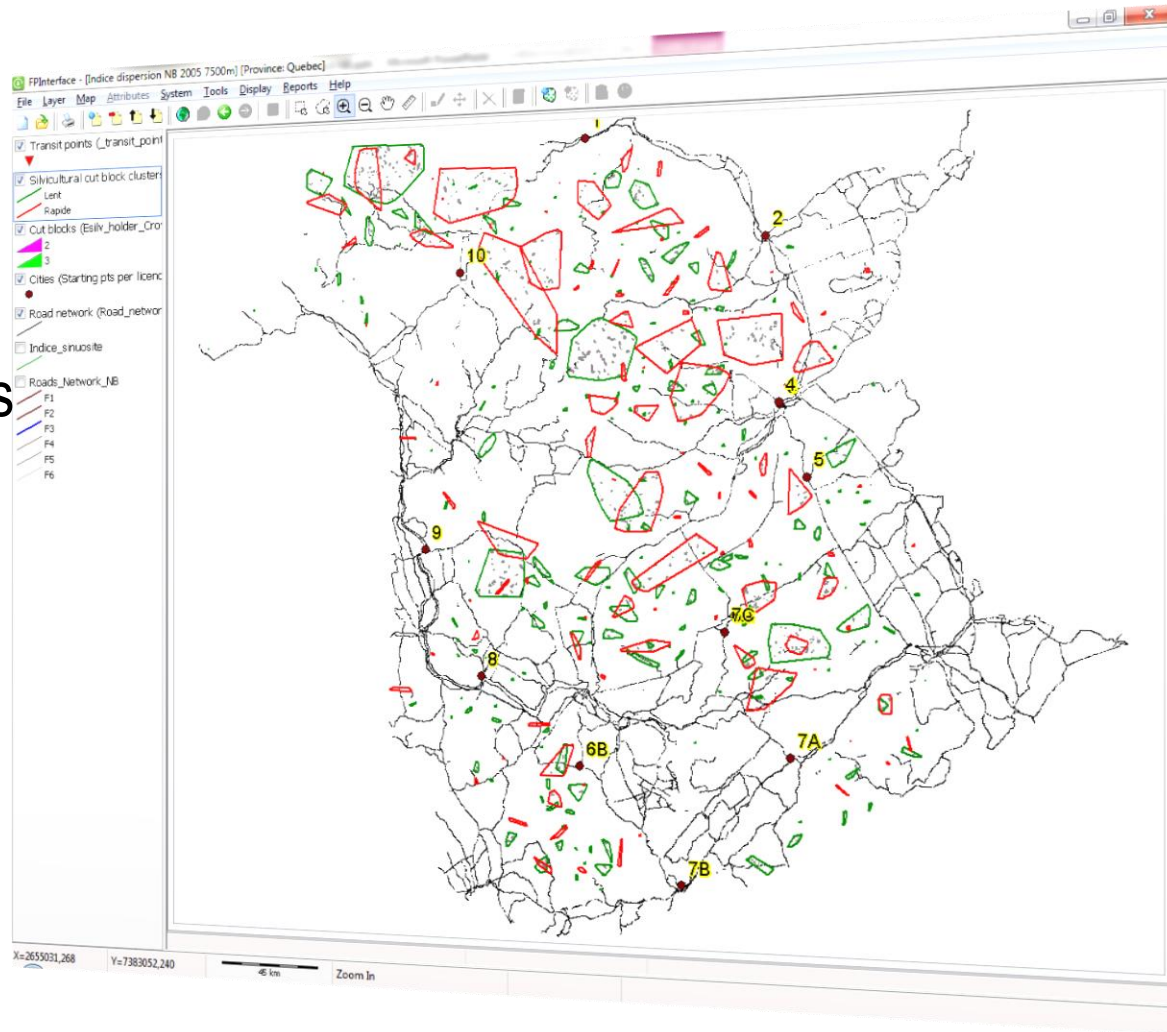 FPInterface - [Indice dispersion NB 2005 7500m] [Province: Quebec]
File Layer Map Attributes System Tools Display Reports Help
Transit points (_transit_point
Silvicultural cut block clusters
Lent
Rapide
Cut blocks (Esilv_holder_Cro
2
3
Cities (Starting pts per licenc
Road network (Road_networ
Indice_sinuosite
Roads_Network_NB
F1
F2
F3
F4
F5
F6
s
1
2
10
4
5
9
7C
8
6B
7A
7B
X=2655031,268 Y=7383052,240 45 km Zoom In